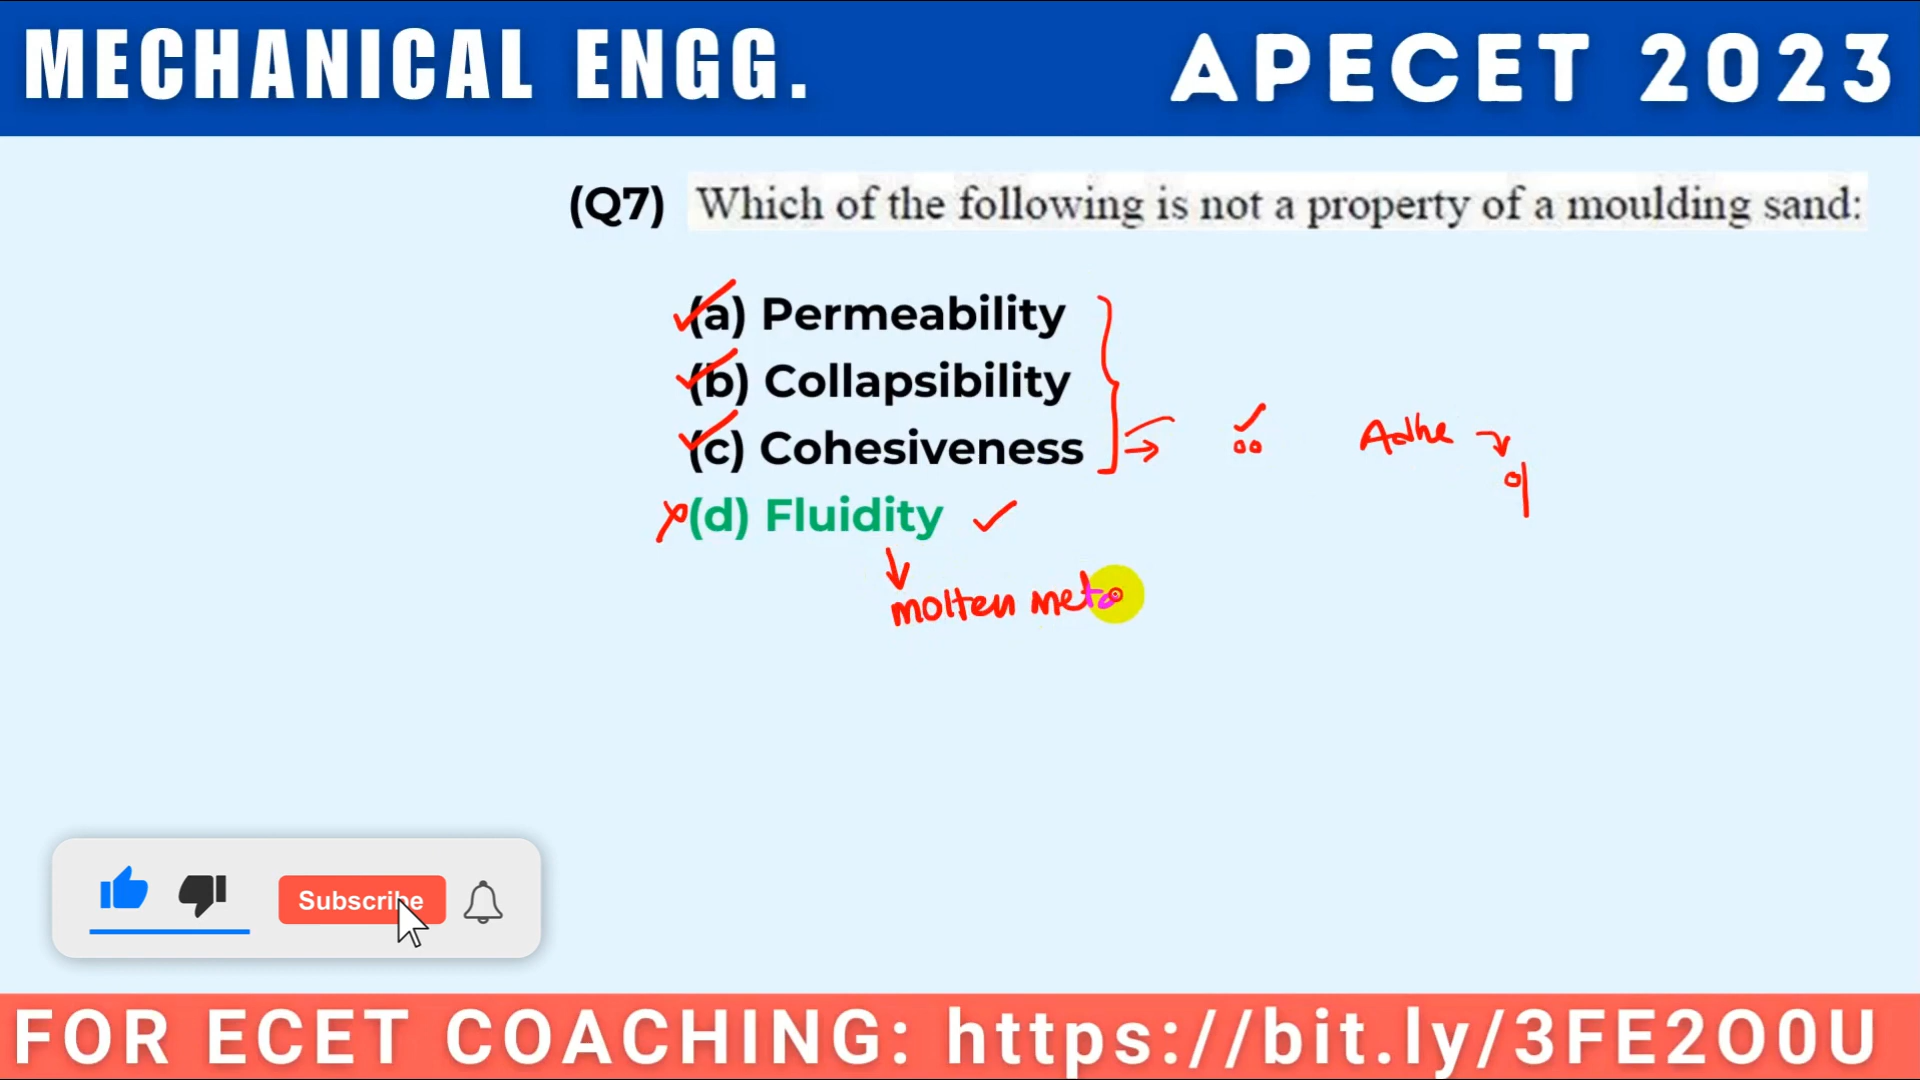 MECHANICAL ENGG. APECET 2023
(Q7) Which of the following is not a property of a moulding sand:
(a) Permeability
(b) Collapsibility
(c) Cohesiveness
Adhe
(d) Fluidity
molten meta
Subscribe
FOR ECET COACHING: https://bit.ly/3FE2O0U